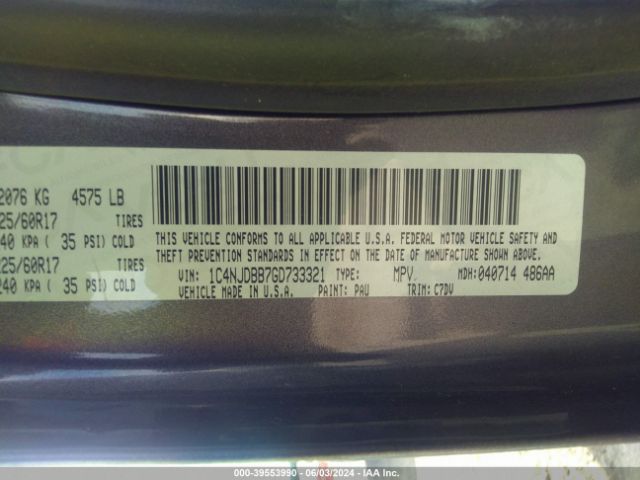 2076 KG 4575 LB
25/60R17 TIRES
240 KPA ( 35 PSI) COLD
225/60R17 TIRES
240 KPA ( 35 PSI) COLD
THIS VEHICLE CONFORMS TO ALL APPLICABLE U.S.A. FEDERAL MOTOR VEHICLE SAFETY AND
THEFT PREVENTION STANDARDS IN EFFECT ON THE DATE OF MANUFACTURE SHOWN ABOVE.
VIN: 1C4NJDBB7GD733321 TYPE: MPV. MDH: 040714 486AA
VEHICLE MADE IN U.S.A. PAINT: PAU TRIM: C7DV
000-39553990 - 06/03/2024 - IAA Inc.